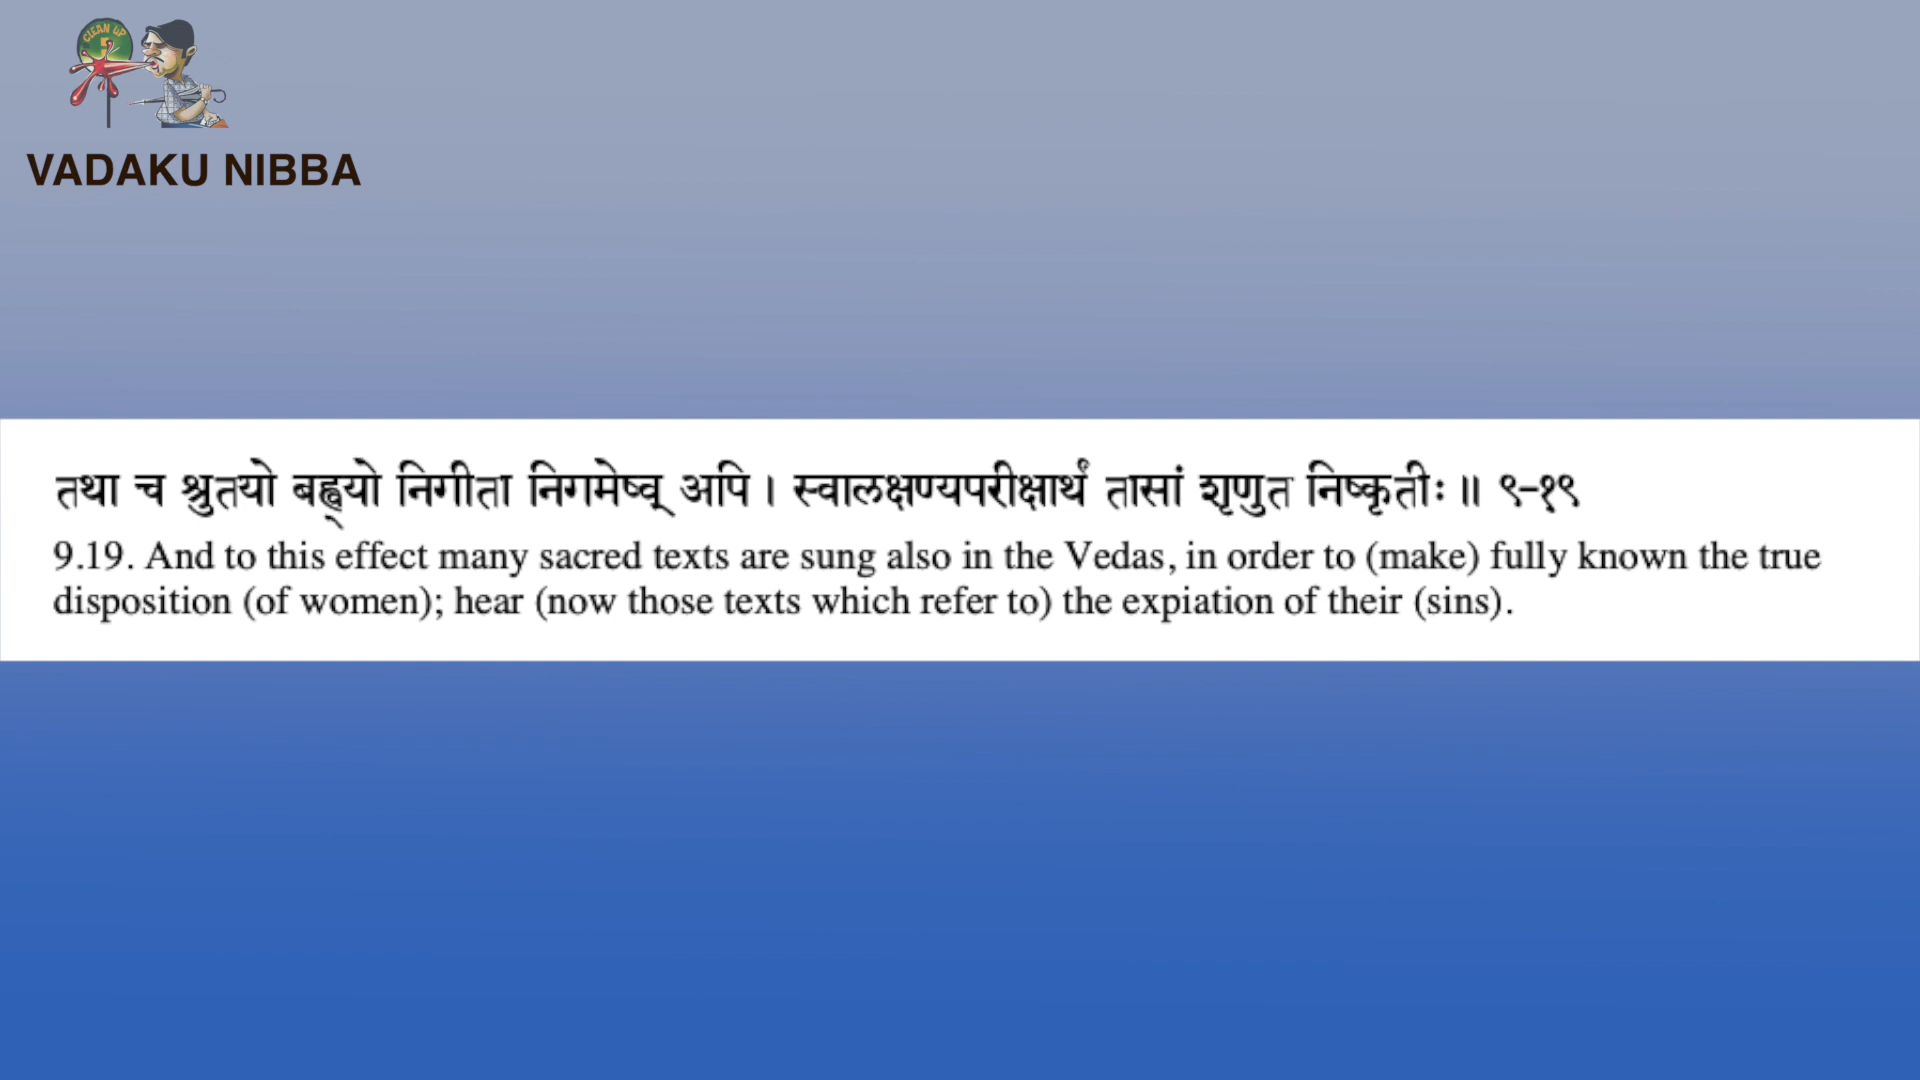 CLEAN UP
VADAKU NIBBA
तथा च श्रुतयो बह्व्यो निगीता निगमेष्व् अपि । स्वालक्षण्यपरीक्षार्थं तासां शृणुत निष्कृतीः ॥ ९-१९
9.19. And to this effect many sacred texts are sung also in the Vedas, in order to (make) fully known the true
disposition (of women); hear (now those texts which refer to) the expiation of their (sins).